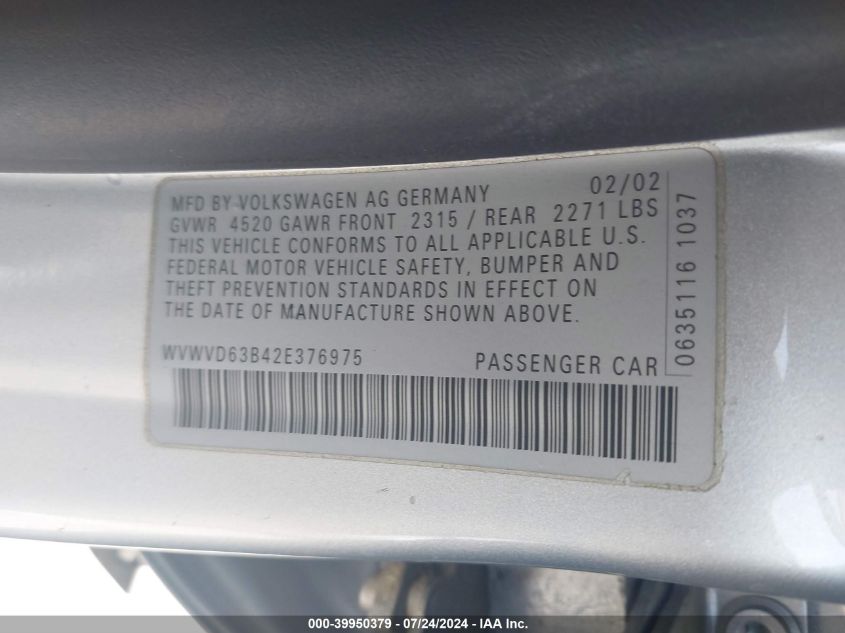 MFD BY VOLKSWAGEN AG GERMANY 02/02
GVWR 4520 GAWR FRONT 2315 / REAR 2271 LBS
THIS VEHICLE CONFORMS TO ALL APPLICABLE U.S.
FEDERAL MOTOR VEHICLE SAFETY, BUMPER AND
THEFT PREVENTION STANDARDS IN EFFECT ON
THE DATE OF MANUFACTURE SHOWN ABOVE.
WVWVD63B42E376975 PASSENGER CAR
0635116 1037
000-39950379 / 07/24/2024 - IAA Inc.